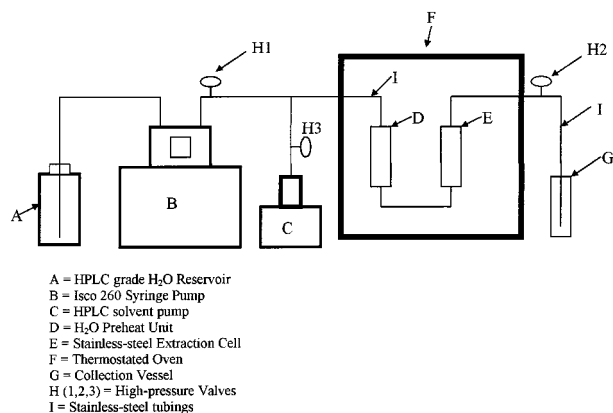 F
H1
H2
I
H3
D
E
I
G
A
B
C
A = HPLC grade H₂O Reservoir
B = Isco 260 Syringe Pump
C = HPLC solvent pump
D = H₂O Preheat Unit
E = Stainless-steel Extraction Cell
F = Thermostated Oven
G = Collection Vessel
H (1,2,3) = High-pressure Valves
I = Stainless-steel tubings